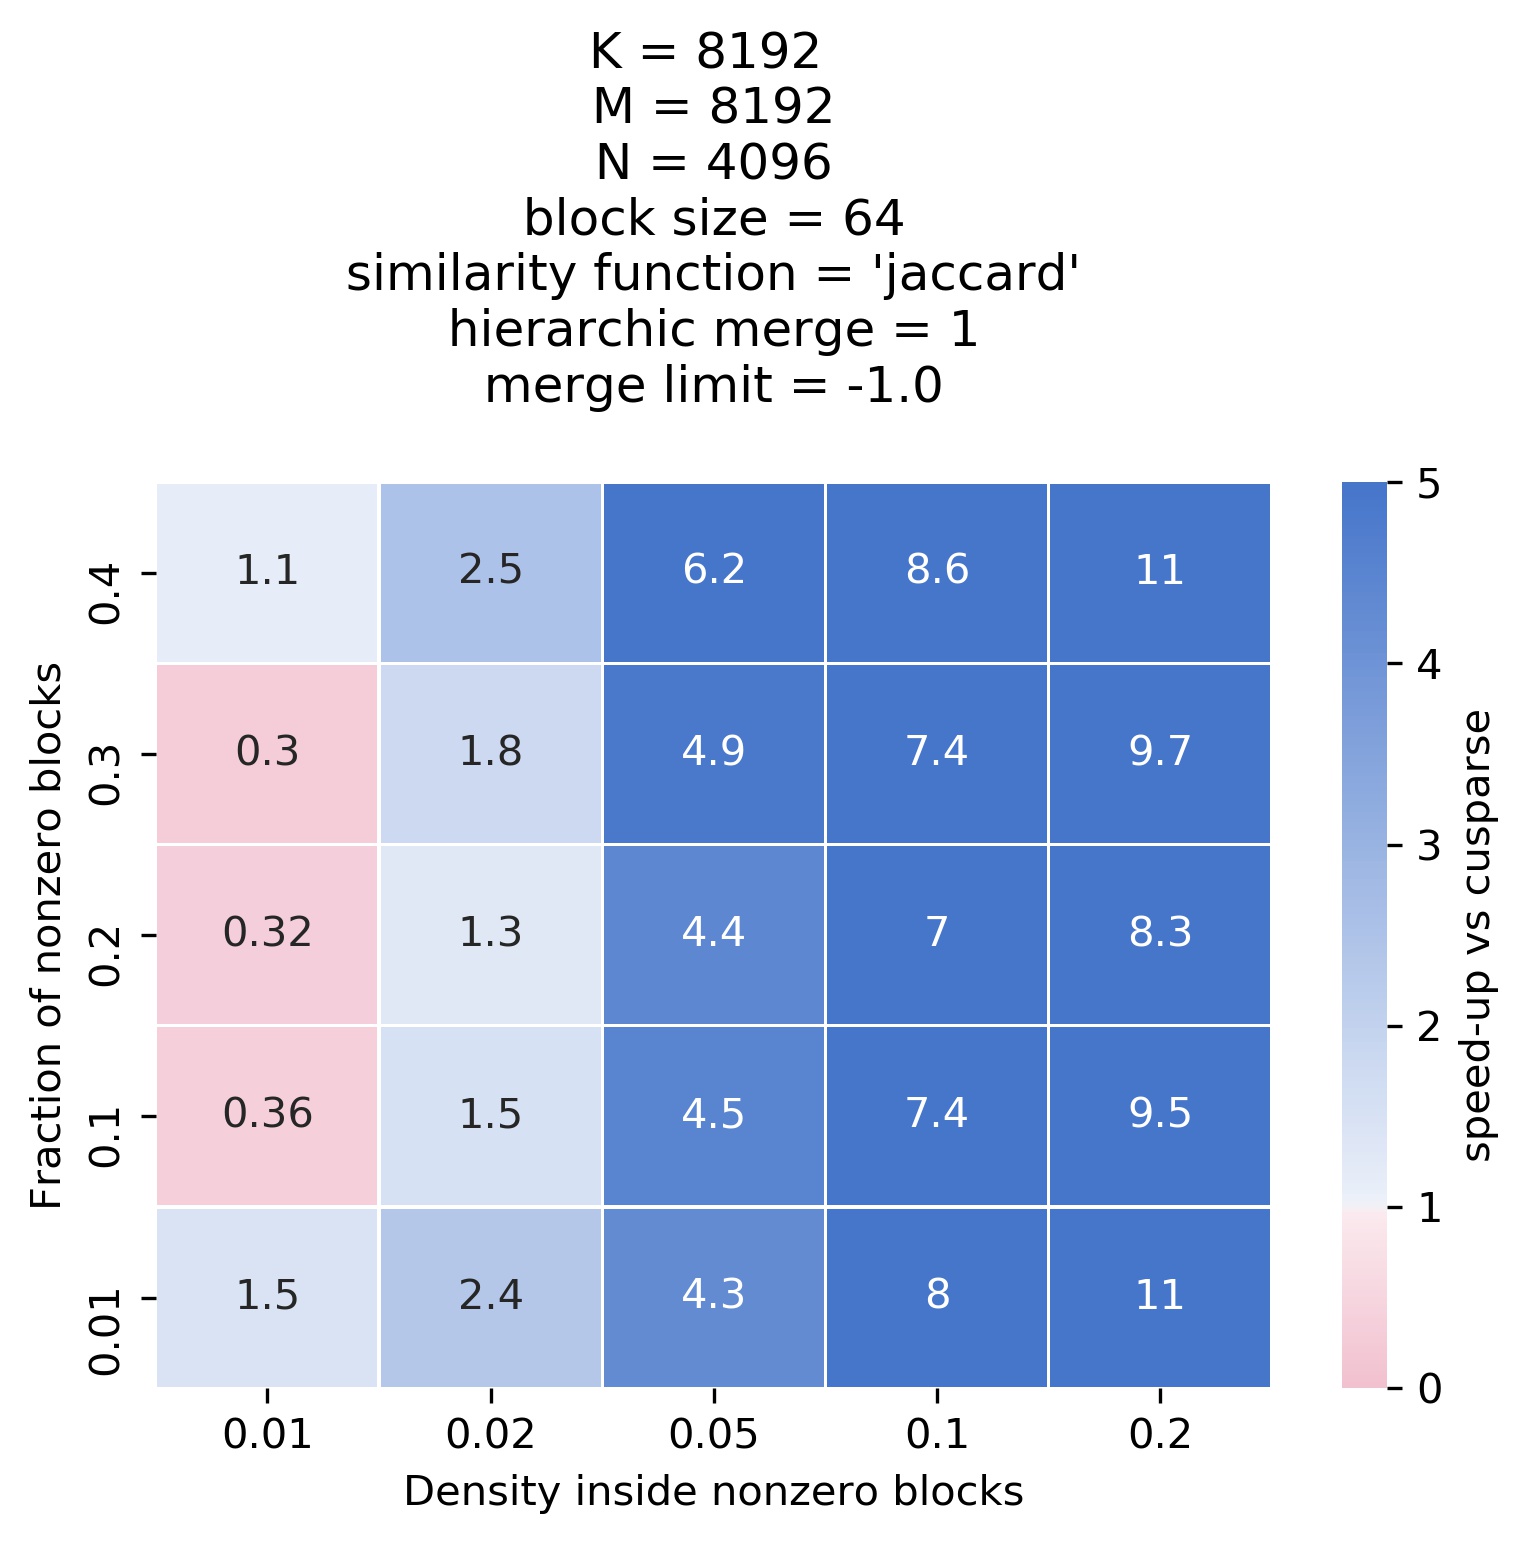 K = 8192
M = 8192
N = 4096
block size = 64
similarity function = 'jaccard'
hierarchic merge = 1
merge limit = -1.0
Fraction of nonzero blocks
0.4 1.1 2.5 6.2 8.6 11
0.3 0.3 1.8 4.9 7.4 9.7
0.2 0.32 1.3 4.4 7 8.3
0.1 0.36 1.5 4.5 7.4 9.5
0.01 1.5 2.4 4.3 8 11
0.01 0.02 0.05 0.1 0.2
Density inside nonzero blocks
5
4
3
2
1
0
speed-up vs cusparse